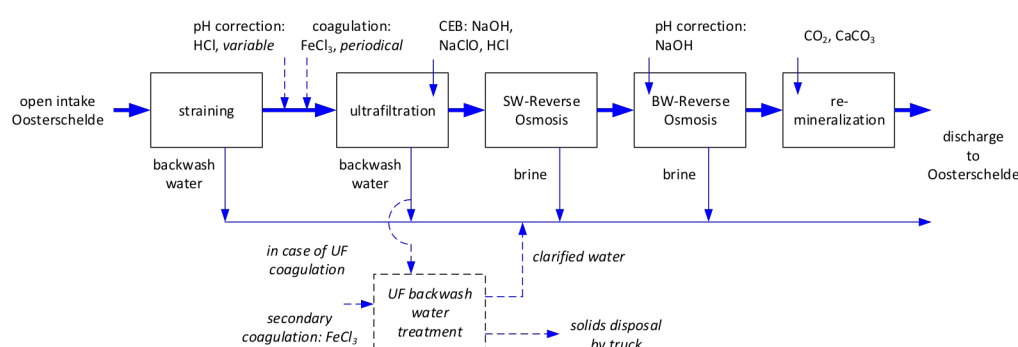 pH correction:
HCl, variable
coagulation:
FeCl₃, periodical
CEB: NaOH,
NaClO, HCl
pH correction:
NaOH
CO₂, CaCO₃
open intake
Oosterschelde
straining
ultrafiltration
SW-Reverse
Osmosis
BW-Reverse
Osmosis
re-
mineralization
discharge
to
Oosterschelde
backwash
water
backwash
water
brine
brine
in case of UF
coagulation
clarified water
UF backwash
water
treatment
secondary
coagulation: FeCl₃
solids disposal
by truck